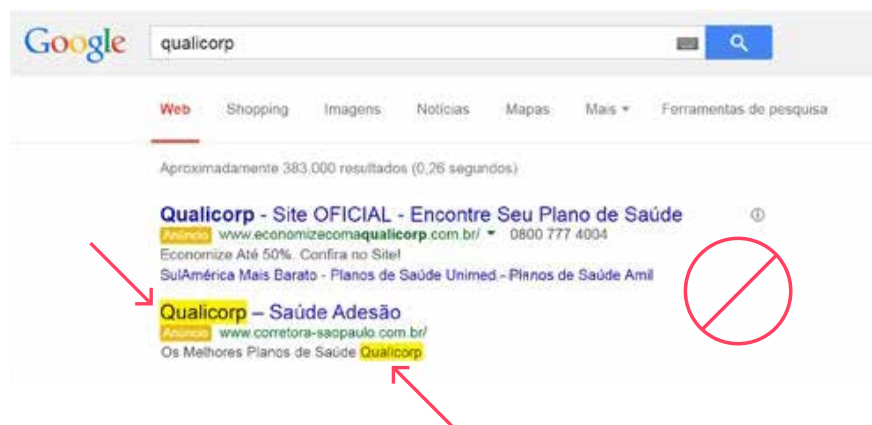 Google qualicorp
Web Shopping Imagens Notícias Mapas Mais Ferramentas de pesquisa
Aproximadamente 383.000 resultados (0,26 segundos)
Qualicorp - Site OFICIAL - Encontre Seu Plano de Saúde
Anúncio www.economizecomaqualicorp.com.br/ 0800 777 4004
Economize Até 50%. Confira no Site!
SulAmérica Mais Barato - Planos de Saúde Unimed - Planos de Saúde Amil
Qualicorp – Saúde Adesão
Anúncio www.corretora-saopaulo.com.br/
Os Melhores Planos de Saúde Qualicorp